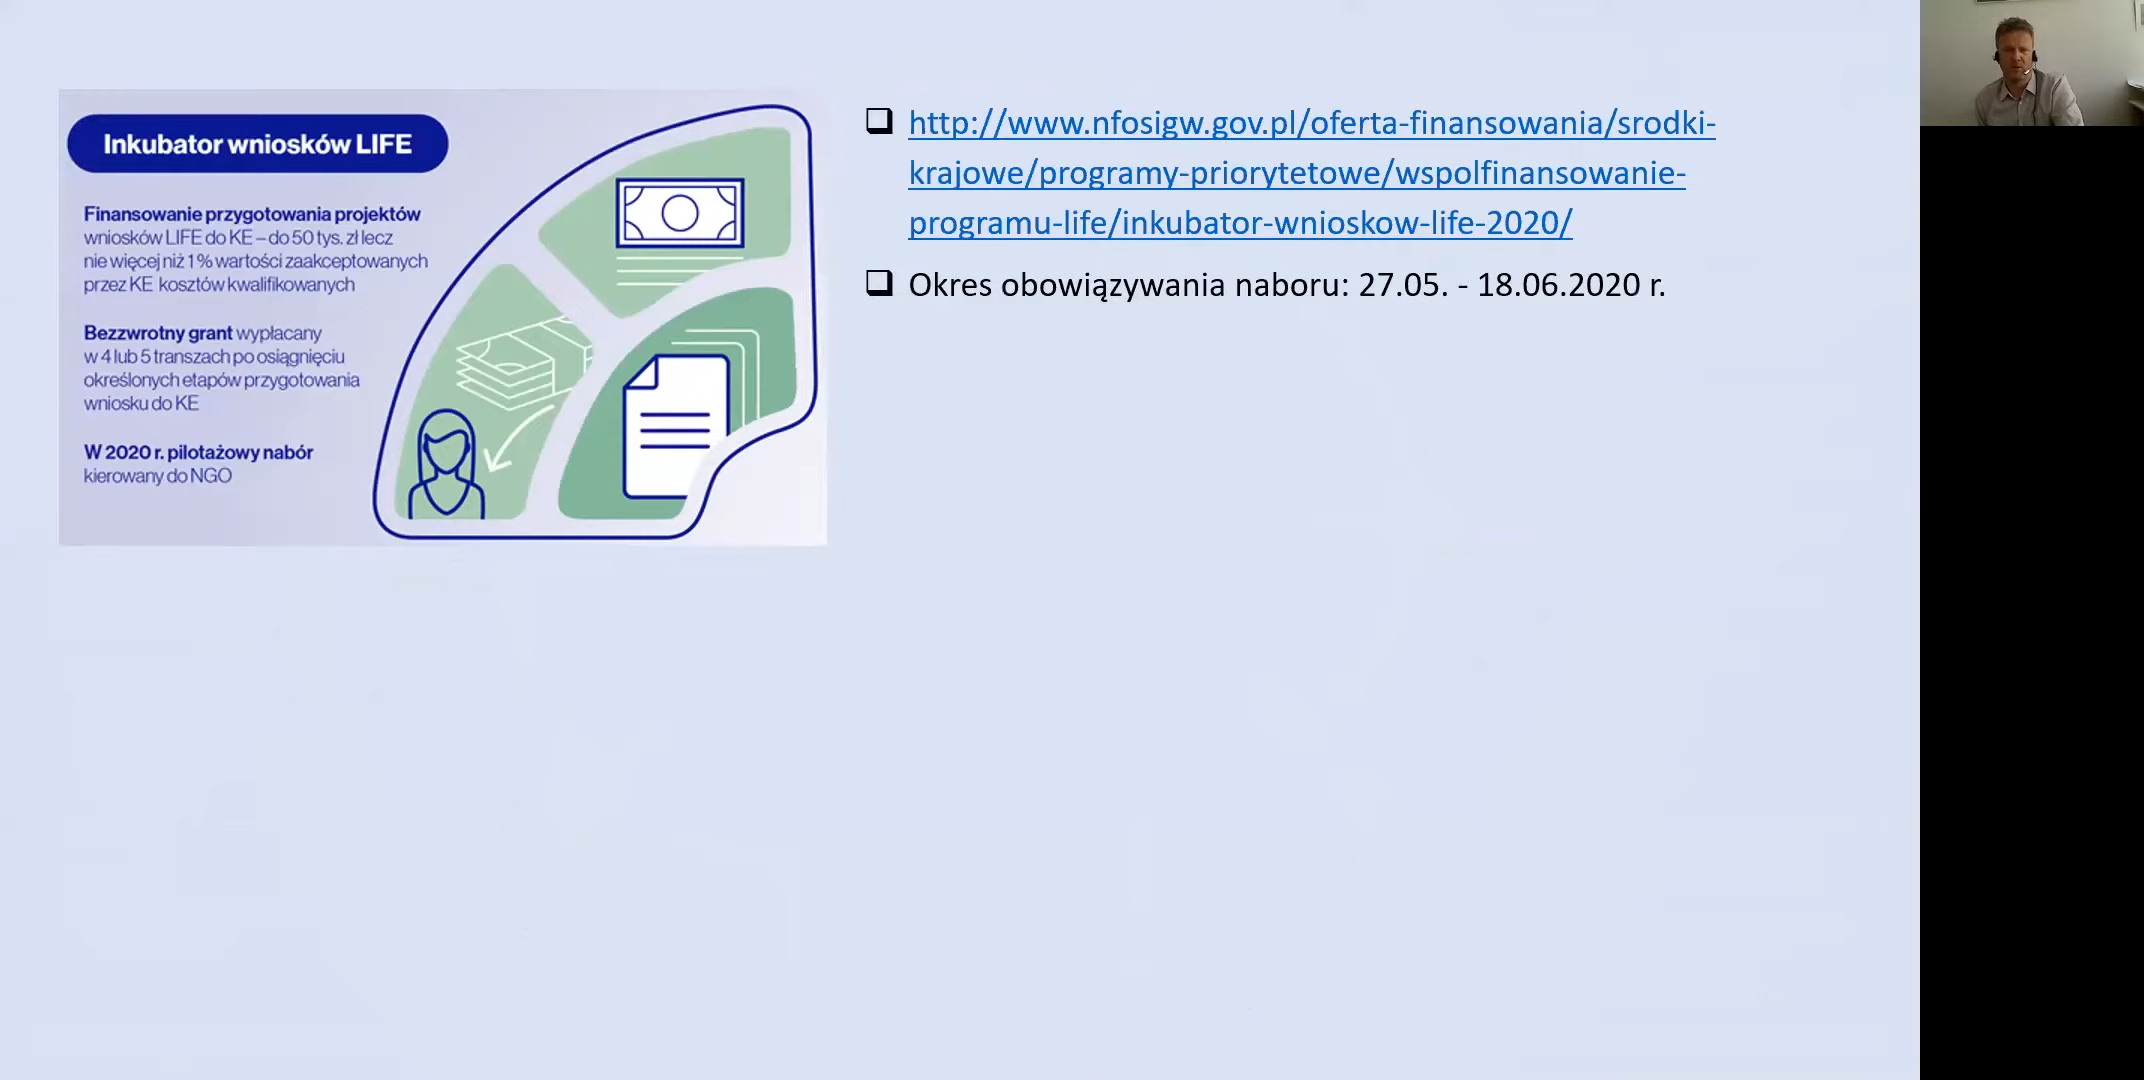 Inkubator wniosków LIFE
Finansowanie przygotowania projektów
wniosków LIFE do KE – do 50 tys. zł lecz
nie więcej niż 1 % wartości zaakceptowanych
przez KE kosztów kwalifikowanych
Bezzwrotny grant wypłacany
w 4 lub 5 transzach po osiągnięciu
określonych etapów przygotowania
wniosku do KE
W 2020 r. pilotażowy nabór
kierowany do NGO
http://www.nfosigw.gov.pl/oferta-finansowania/srodki-
krajowe/programy-priorytetowe/wspolfinansowanie-
programu-life/inkubator-wnioskow-life-2020/
Okres obowiązywania naboru: 27.05. - 18.06.2020 r.